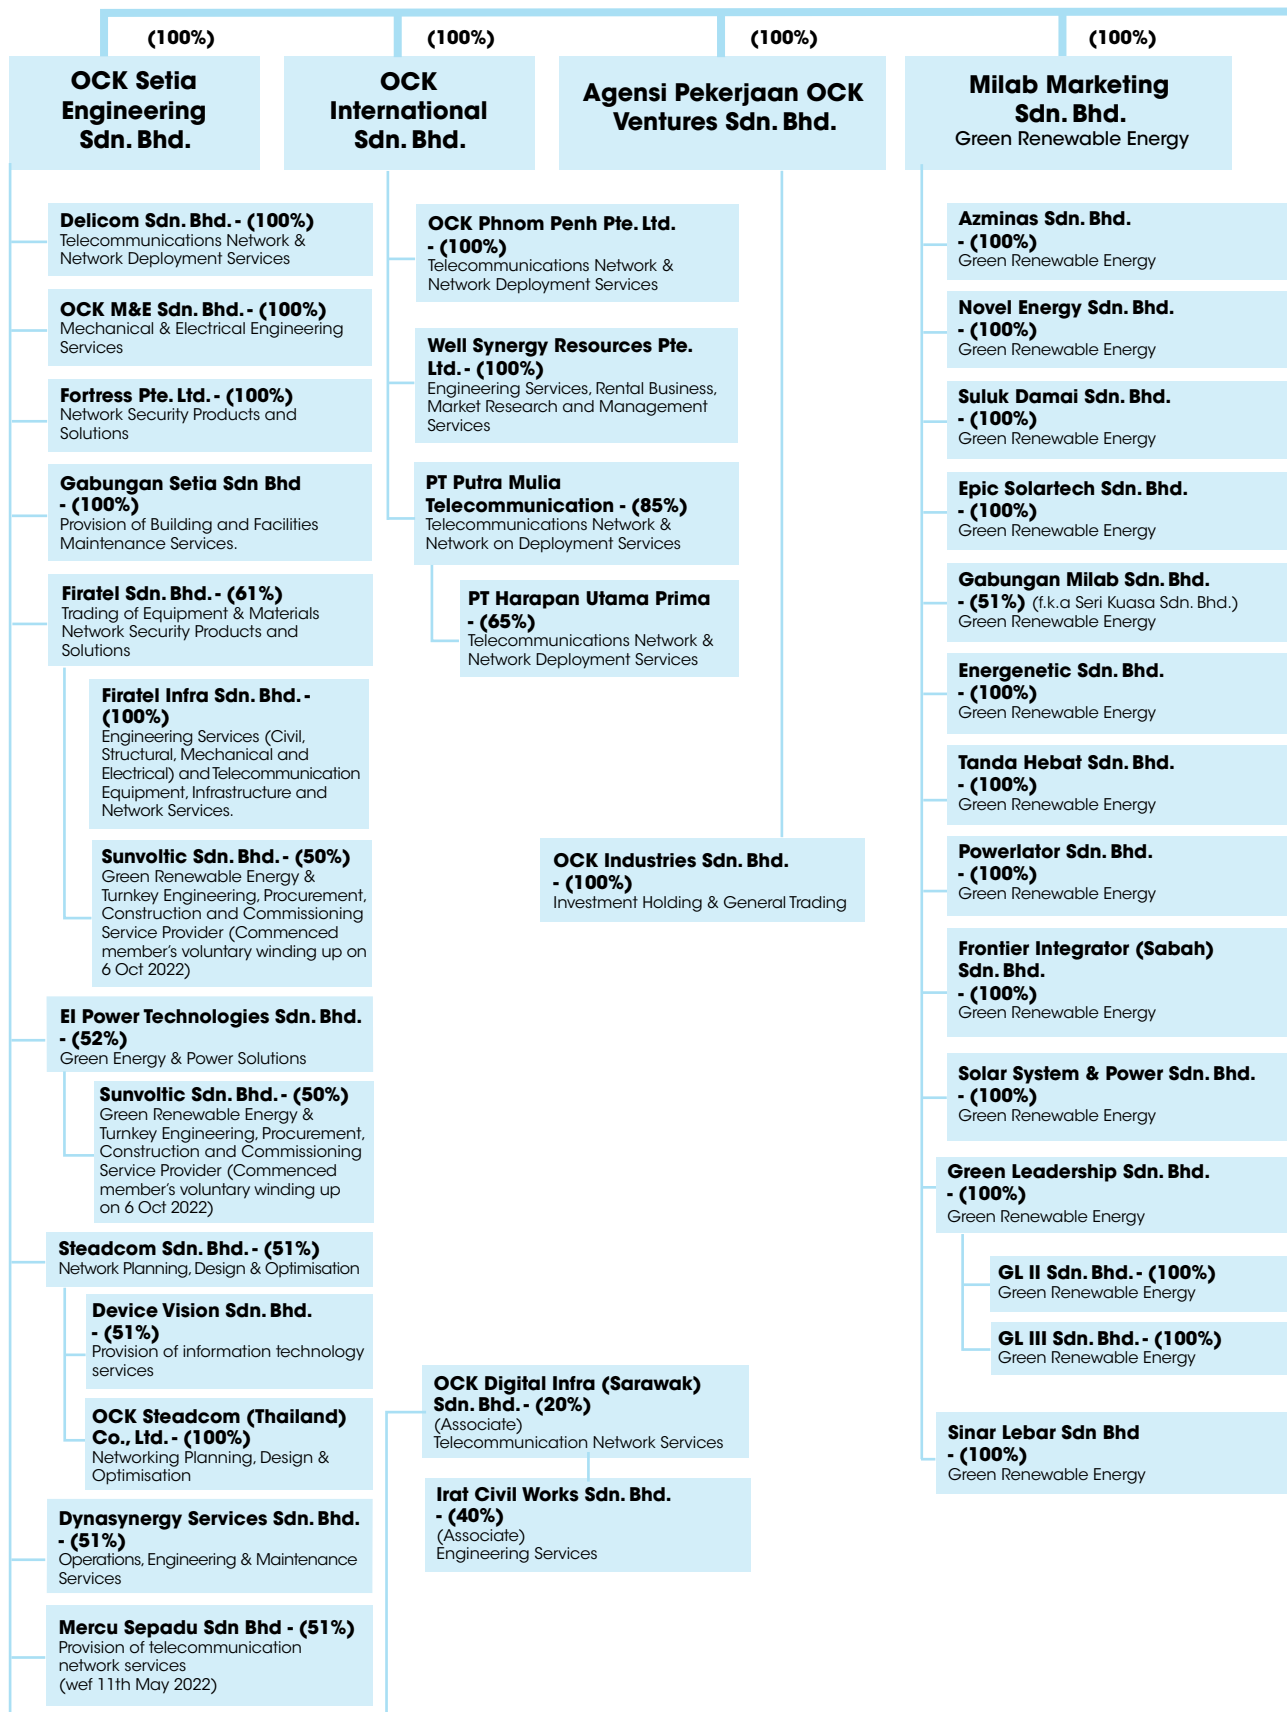 (100%)
(100%)
(100%)
(100%)
OCK Setia
Engineering
Sdn. Bhd.
OCK
International
Sdn. Bhd.
Agensi Pekerjaan OCK
Ventures Sdn. Bhd.
Milab Marketing
Sdn. Bhd.
Green Renewable Energy
Delicom Sdn. Bhd. - (100%)
Telecommunications Network &
Network Deployment Services
OCK M&E Sdn. Bhd. - (100%)
Mechanical & Electrical Engineering
Services
Fortress Pte. Ltd. - (100%)
Network Security Products and
Solutions
Gabungan Setia Sdn Bhd
- (100%)
Provision of Building and Facilities
Maintenance Services.
Firatel Sdn. Bhd. - (61%)
Trading of Equipment & Materials
Network Security Products and
Solutions
Firatel Infra Sdn. Bhd. -
(100%)
Engineering Services (Civil,
Structural, Mechanical and
Electrical) and Telecommunication
Equipment, Infrastructure and
Network Services.
Sunvoltic Sdn. Bhd. - (50%)
Green Renewable Energy &
Turnkey Engineering, Procurement,
Construction and Commissioning
Service Provider (Commenced
member's voluntary winding up on
6 Oct 2022)
EI Power Technologies Sdn. Bhd.
- (52%)
Green Energy & Power Solutions
Sunvoltic Sdn. Bhd. - (50%)
Green Renewable Energy &
Turnkey Engineering, Procurement,
Construction and Commissioning
Service Provider (Commenced
member's voluntary winding up
on 6 Oct 2022)
Steadcom Sdn. Bhd. - (51%)
Network Planning, Design & Optimisation
Device Vision Sdn. Bhd.
- (51%)
Provision of information technology
services
OCK Steadcom (Thailand)
Co., Ltd. - (100%)
Networking Planning, Design &
Optimisation
Dynasynergy Services Sdn. Bhd.
- (51%)
Operations, Engineering & Maintenance
Services
Mercu Sepadu Sdn Bhd - (51%)
Provision of telecommunication
network services
(wef 11th May 2022)
OCK Phnom Penh Pte. Ltd.
- (100%)
Telecommunications Network &
Network Deployment Services
Well Synergy Resources Pte.
Ltd. - (100%)
Engineering Services, Rental Business,
Market Research and Management
Services
PT Putra Mulia
Telecommunication - (85%)
Telecommunications Network &
Network on Deployment Services
PT Harapan Utama Prima
- (65%)
Telecommunications Network &
Network Deployment Services
OCK Digital Infra (Sarawak)
Sdn. Bhd. - (20%)
(Associate)
Telecommunication Network Services
Irat Civil Works Sdn. Bhd.
- (40%)
(Associate)
Engineering Services
OCK Industries Sdn. Bhd.
- (100%)
Investment Holding & General Trading
Azminas Sdn. Bhd.
- (100%)
Green Renewable Energy
Novel Energy Sdn. Bhd.
- (100%)
Green Renewable Energy
Suluk Damai Sdn. Bhd.
- (100%)
Green Renewable Energy
Epic Solartech Sdn. Bhd.
- (100%)
Green Renewable Energy
Gabungan Milab Sdn. Bhd.
- (51%) (f.k.a Seri Kuasa Sdn. Bhd.)
Green Renewable Energy
Energenetic Sdn. Bhd.
- (100%)
Green Renewable Energy
Tanda Hebat Sdn. Bhd.
- (100%)
Green Renewable Energy
Powerlator Sdn. Bhd.
- (100%)
Green Renewable Energy
Frontier Integrator (Sabah)
Sdn. Bhd.
- (100%)
Green Renewable Energy
Solar System & Power Sdn. Bhd.
- (100%)
Green Renewable Energy
Green Leadership Sdn. Bhd.
- (100%)
Green Renewable Energy
GL II Sdn. Bhd. - (100%)
Green Renewable Energy
GL III Sdn. Bhd. - (100%)
Green Renewable Energy
Sinar Lebar Sdn Bhd
- (100%)
Green Renewable Energy